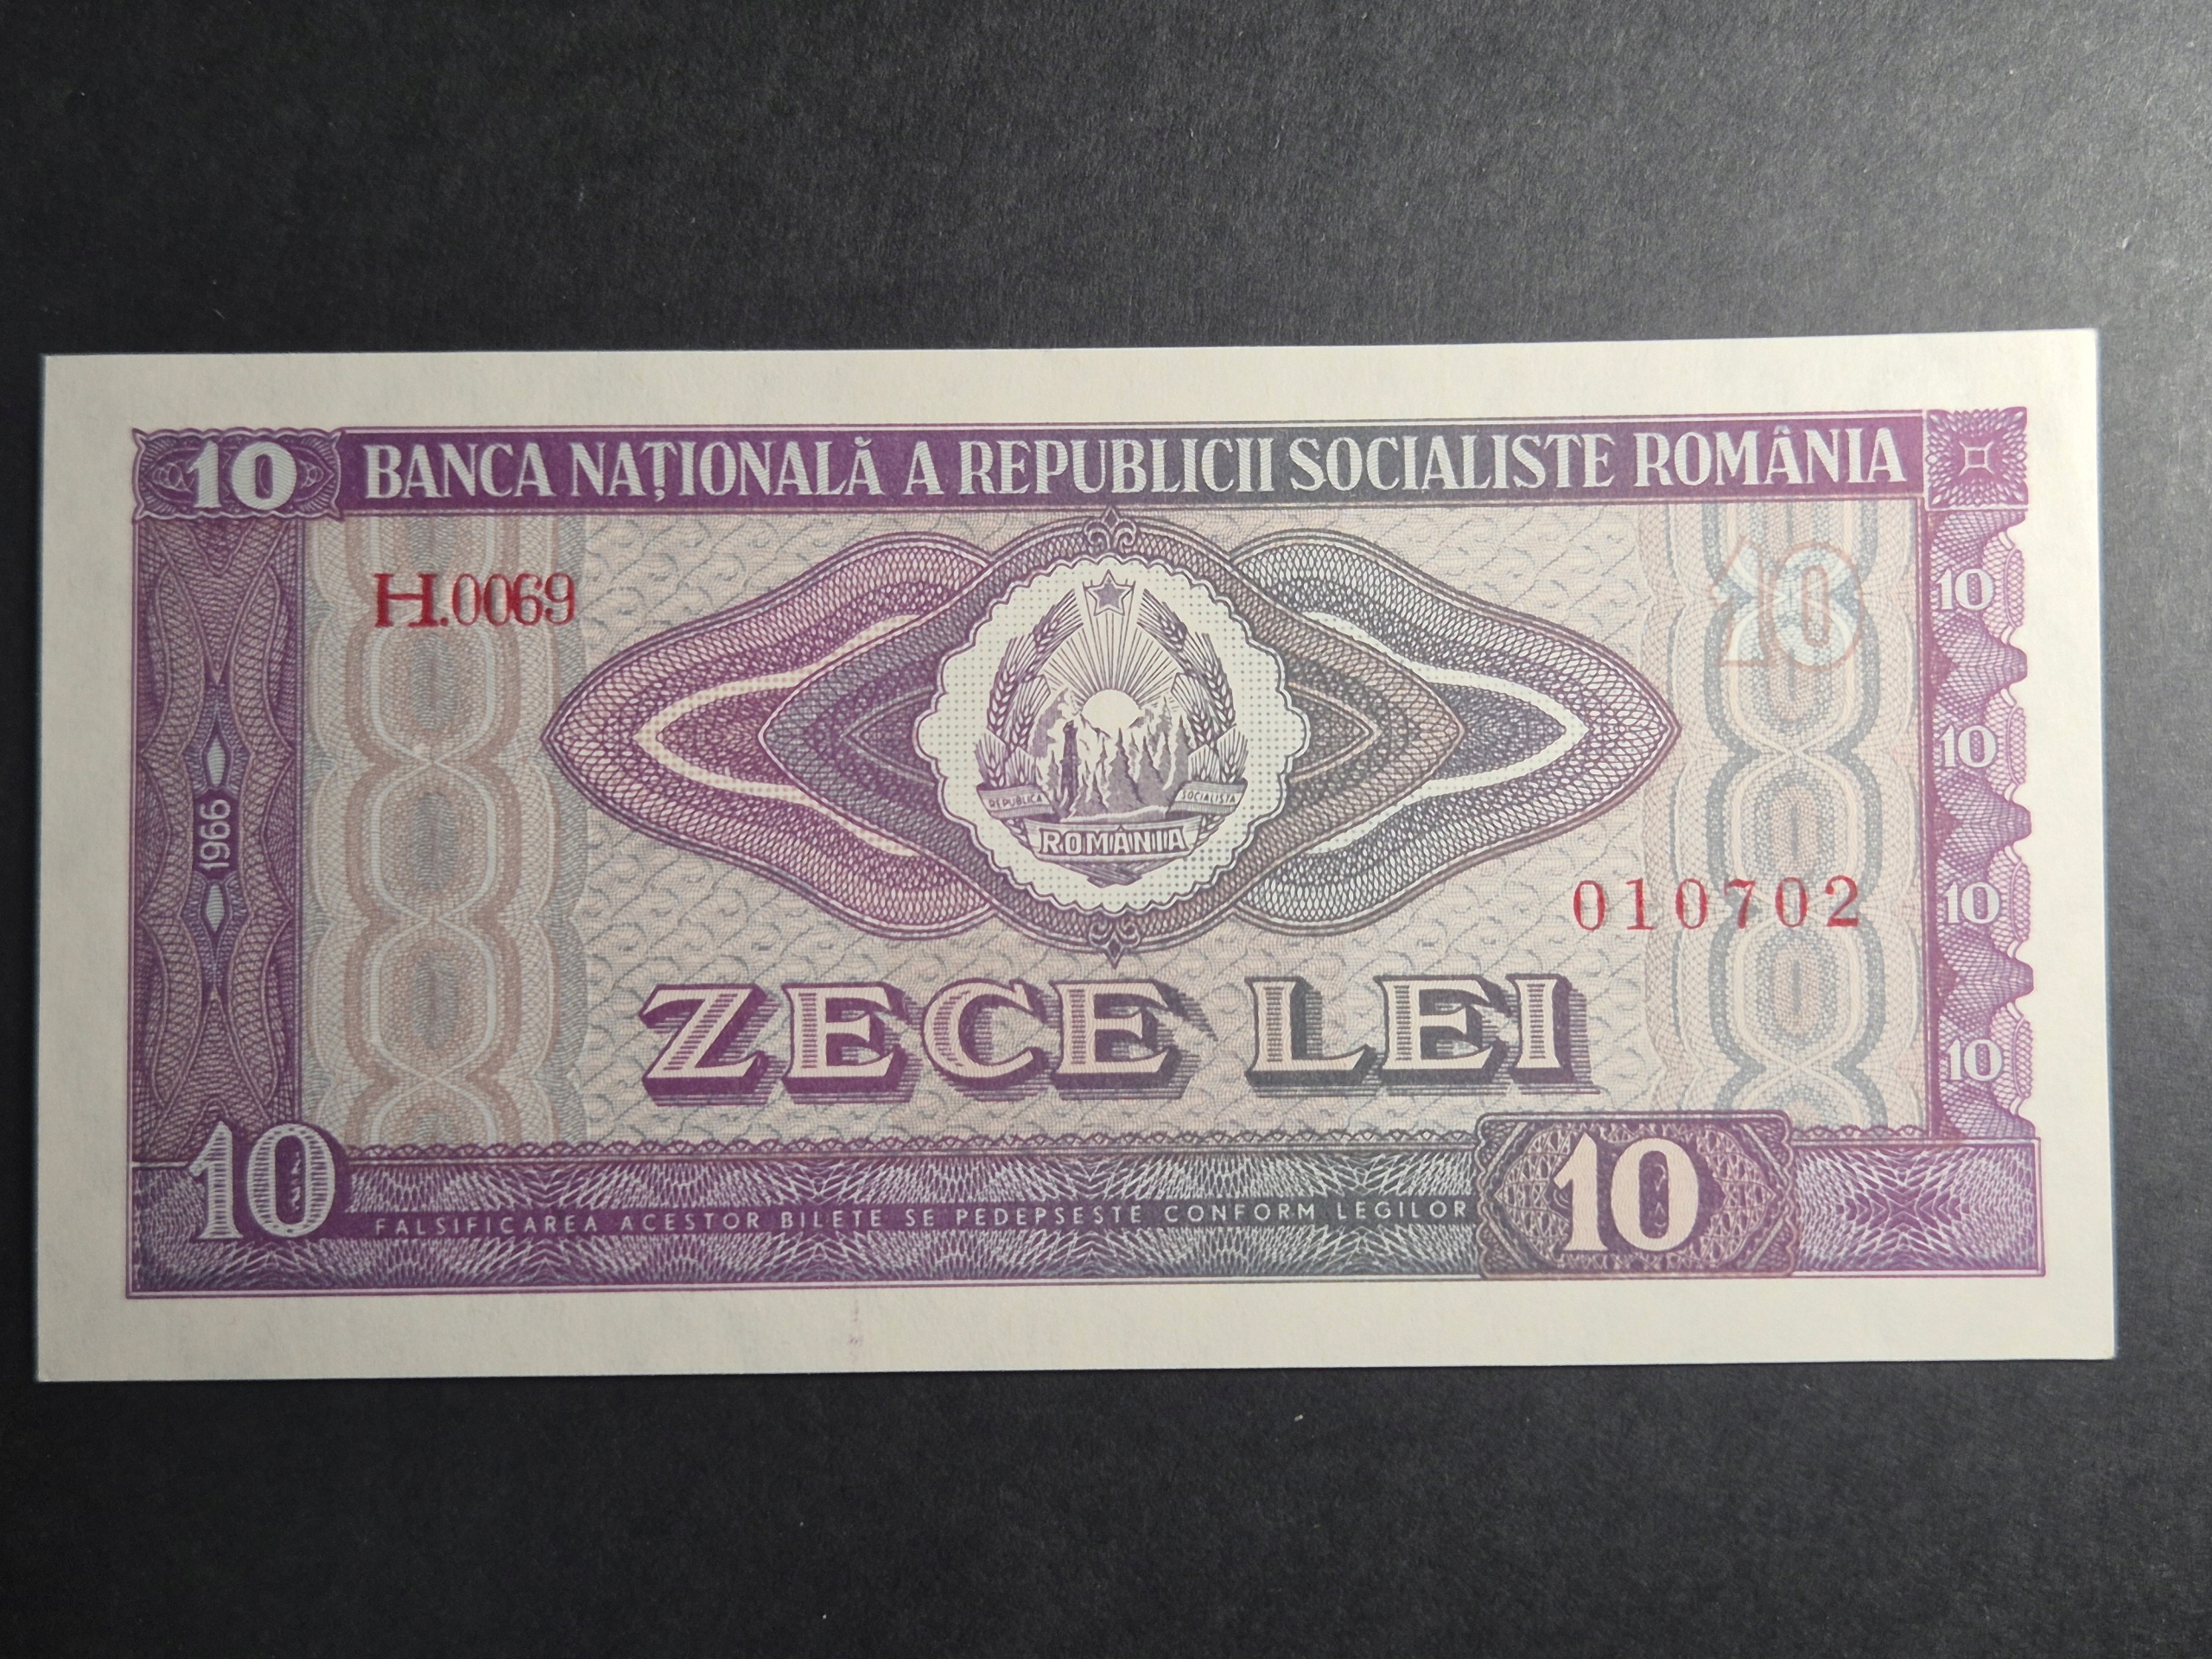 10 BANCA NAȚIONALĂ A REPUBLICII SOCIALISTE ROMÂNIA
H.0069
10
10
1966
REPUBLICA SOCIALISTA
ROMÂNIA
10
010702
10
ZECE LEI
10
10
FALSIFICAREA ACESTOR BILETE SE PEDEPSESTE CONFORM LEGILOR
10